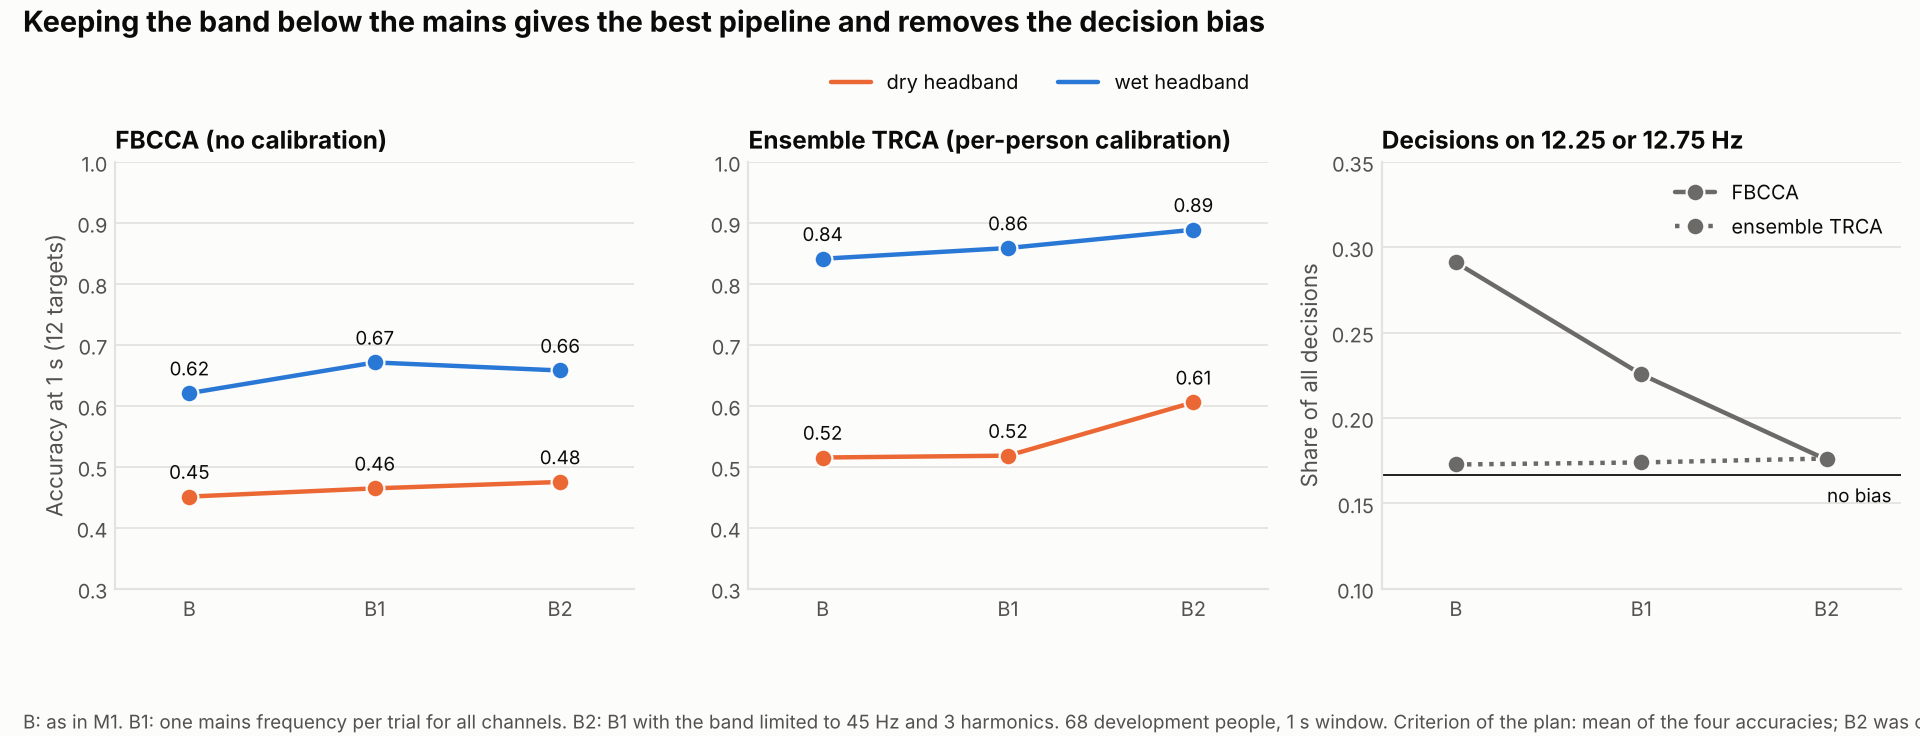 Keeping the band below the mains gives the best pipeline and removes the decision bias
dry headband
wet headband
FBCCA (no calibration)
1.0
0.9
0.8
0.7
0.6
0.5
0.4
0.3
Accuracy at 1 s (12 targets)
0.62
0.67
0.66
0.45
0.46
0.48
B
B1
B2
Ensemble TRCA (per-person calibration)
1.0
0.9
0.8
0.7
0.6
0.5
0.4
0.3
0.84
0.86
0.89
0.52
0.52
0.61
B
B1
B2
Decisions on 12.25 or 12.75 Hz
0.35
0.30
0.25
0.20
0.15
0.10
Share of all decisions
FBCCA
ensemble TRCA
no bias
B
B1
B2
B: as in M1. B1: one mains frequency per trial for all channels. B2: B1 with the band limited to 45 Hz and 3 harmonics. 68 development people, 1 s window. Criterion of the plan: mean of the four accuracies; B2 was